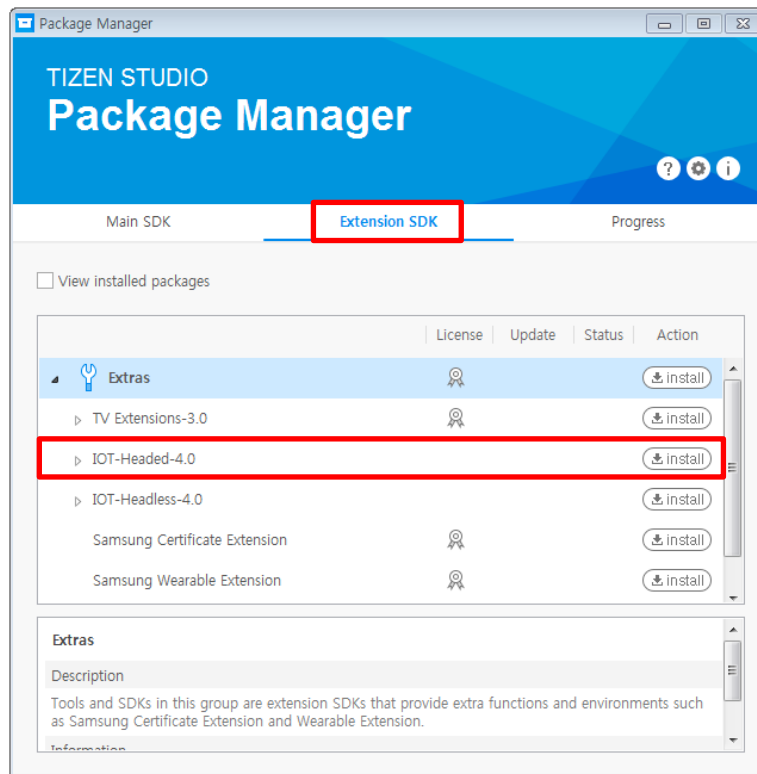 Package Manager
TIZEN STUDIO
Package Manager
Main SDK Extension SDK Progress
View installed packages
License Update Status Action
Extras install
TV Extensions-3.0 install
IOT-Headed-4.0 install
IOT-Headless-4.0 install
Samsung Certificate Extension install
Samsung Wearable Extension install
Extras
Description
Tools and SDKs in this group are extension SDKs that provide extra functions and environments such
as Samsung Certificate Extension and Wearable Extension.
Information